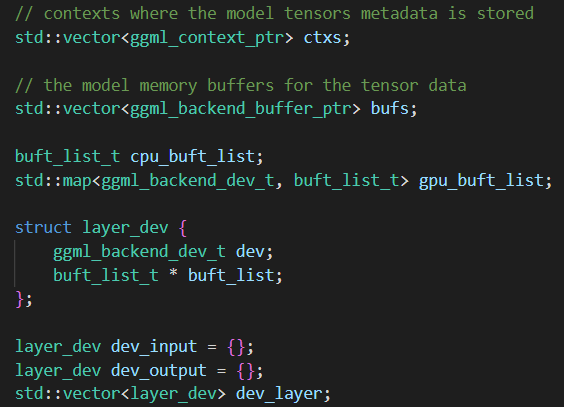 // contexts where the model tensors metadata is stored
std::vector<ggml_context_ptr> ctxs;
// the model memory buffers for the tensor data
std::vector<ggml_backend_buffer_ptr> bufs;
buft_list_t cpu_buft_list;
std::map<ggml_backend_dev_t, buft_list_t> gpu_buft_list;
struct layer_dev {
    ggml_backend_dev_t dev;
    buft_list_t * buft_list;
};
layer_dev dev_input = {};
layer_dev dev_output = {};
std::vector<layer_dev> dev_layer;